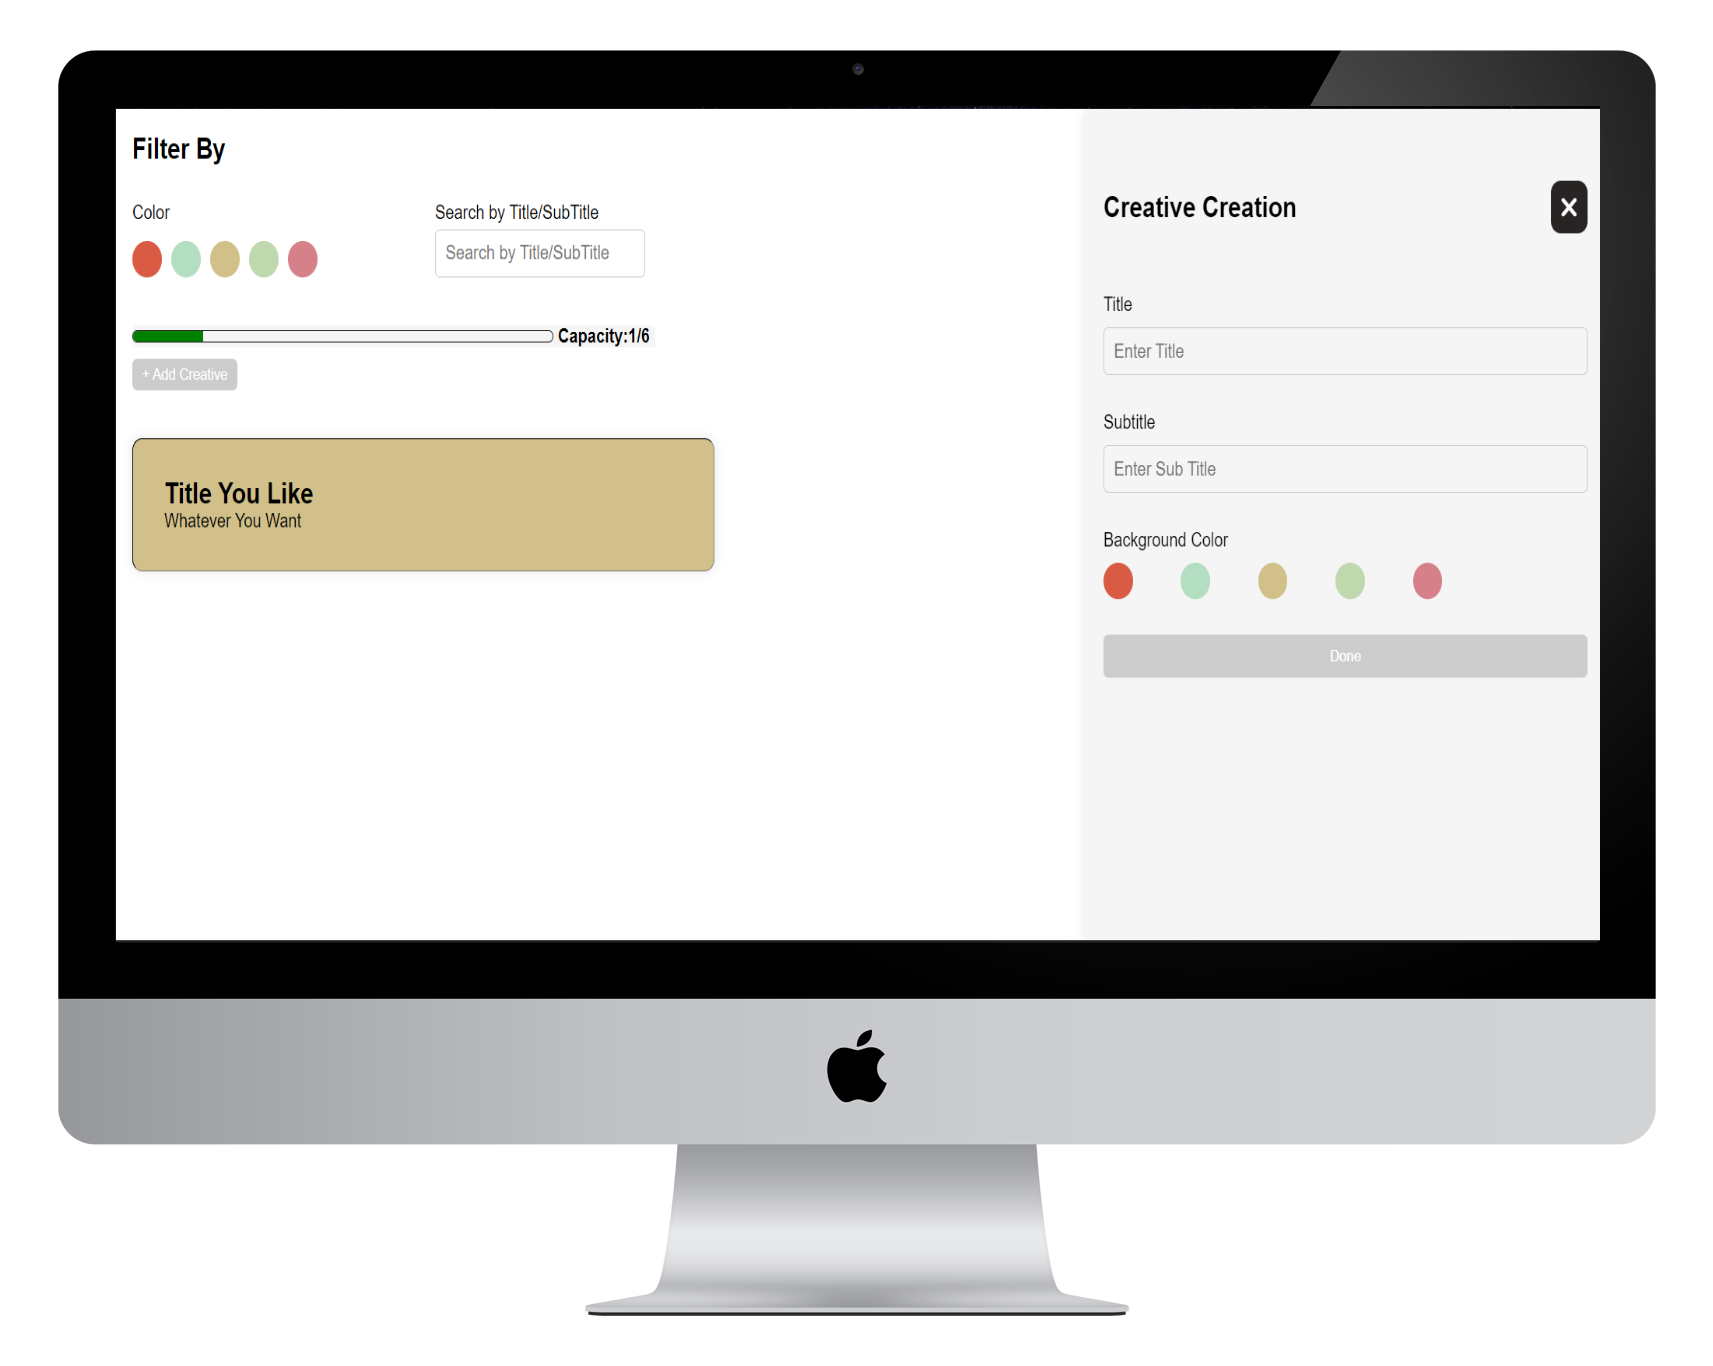 Filter By
Color
Search by Title/SubTitle
Search by Title/SubTitle
Capacity:1/6
+ Add Creative
Title You Like
Whatever You Want
Creative Creation
X
Title
Enter Title
Subtitle
Enter Sub Title
Background Color
Done